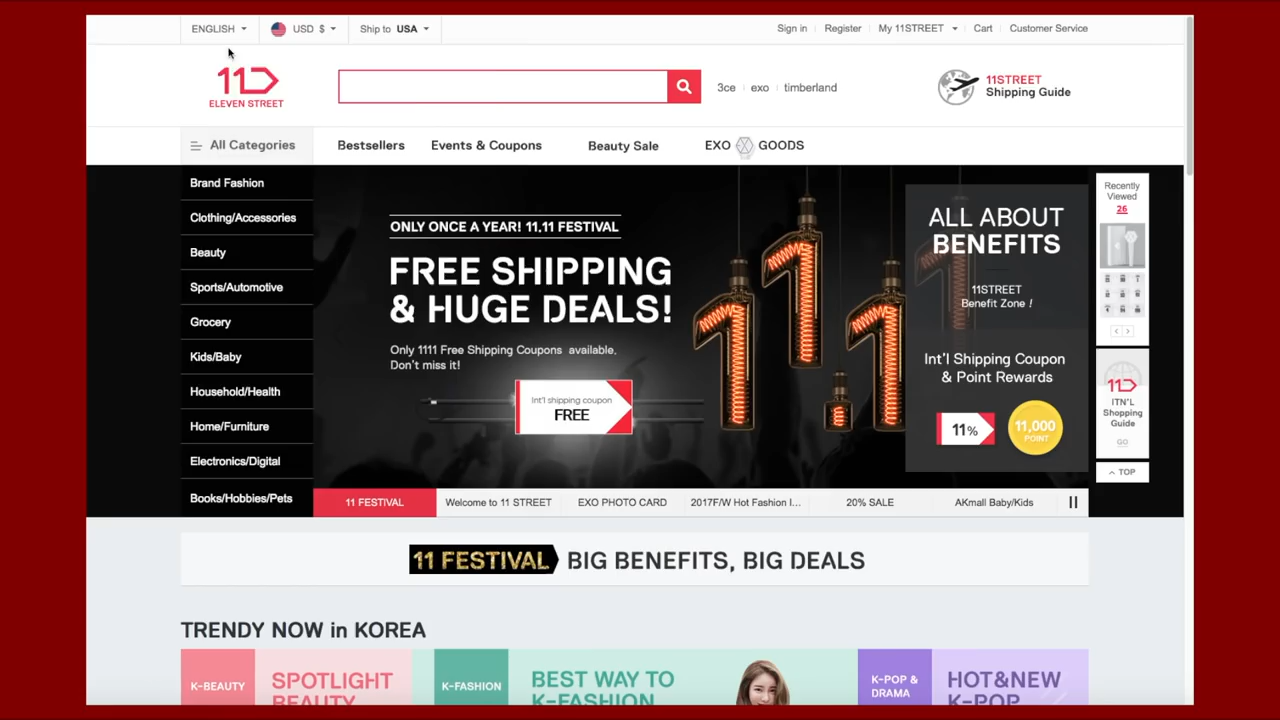 ENGLISH USD $ Ship to USA Sign in Register My 11STREET Cart Customer Service
11
ELEVEN STREET
3ce exo timberland
11STREET
Shipping Guide
All Categories Bestsellers Events & Coupons Beauty Sale EXO GOODS
Brand Fashion
Clothing/Accessories
Beauty
Sports/Automotive
Grocery
Kids/Baby
Household/Health
Home/Furniture
Electronics/Digital
Books/Hobbies/Pets
ONLY ONCE A YEAR! 11.11 FESTIVAL
FREE SHIPPING
& HUGE DEALS!
Only 1111 Free Shipping Coupons available,
Don't miss it!
Int'l shipping coupon
FREE
ALL ABOUT
BENEFITS
11STREET
Benefit Zone !
Int'l Shipping Coupon
& Point Rewards
11%
11,000
POINT
Recently
Viewed
26
11
ITN'L
Shopping
Guide
GO
TOP
11 FESTIVAL Welcome to 11 STREET EXO PHOTO CARD 2017F/W Hot Fashion I... 20% SALE AKmall Baby/Kids
11 FESTIVAL BIG BENEFITS, BIG DEALS
TRENDY NOW in KOREA
K-BEAUTY
SPOTLIGHT
BEAUTY
K-FASHION
BEST WAY TO
K-FASHION
K-POP &
DRAMA
HOT&NEW
K-POP